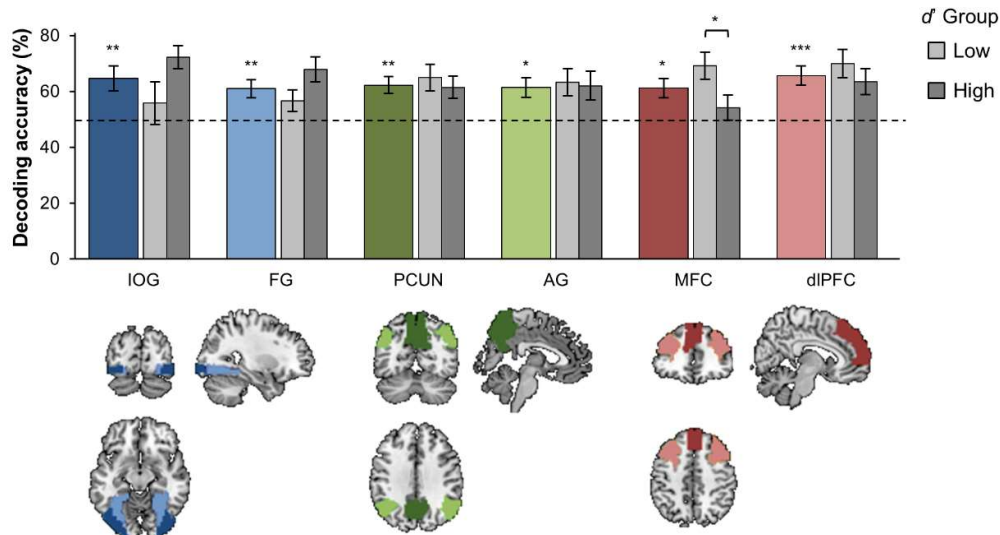 d' Group
Low
High
Decoding accuracy (%)
80
60
40
20
0
**
**
**
*
*
*
***
IOG
FG
PCUN
AG
MFC
dlPFC